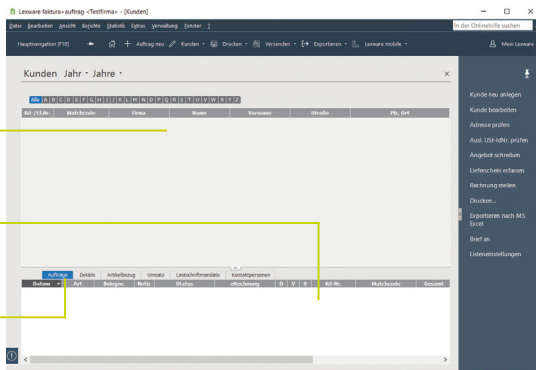 Lexware faktura+auftrag <Testfirma> - [Kunden]
Datei Bearbeiten Ansicht Berichte Statistik Extras Verwaltung Fenster ?
In der Onlinehilfe suchen
Hauptnavigation [F10] Auftrag neu Kunden Drucken Versenden Exportieren Lexware mobile Mein Lexware
Kunden Jahr - Jahre
Alle A B C D E F G H I J K L M N O P Q R S T U V W X Y Z
Kd-/Lf.Nr. Matchcode Firma Name Vorname Straße Plz, Ort
Kunde neu anlegen
Kunde bearbeiten
Adresse prüfen
Ausl. USt-IdNr. prüfen
Angebot schreiben
Lieferschein erfassen
Rechnung stellen
Drucken...
Exportieren nach MS
Excel
Brief an
Listeneinstellungen
Aufträge Details Artikelbezug Umsatz Lastschriftmandate Kontaktpersonen
Datum Art Belegnr. Notiz Status eRechnung D V B Kd-Nr. Matchcode Gesamt